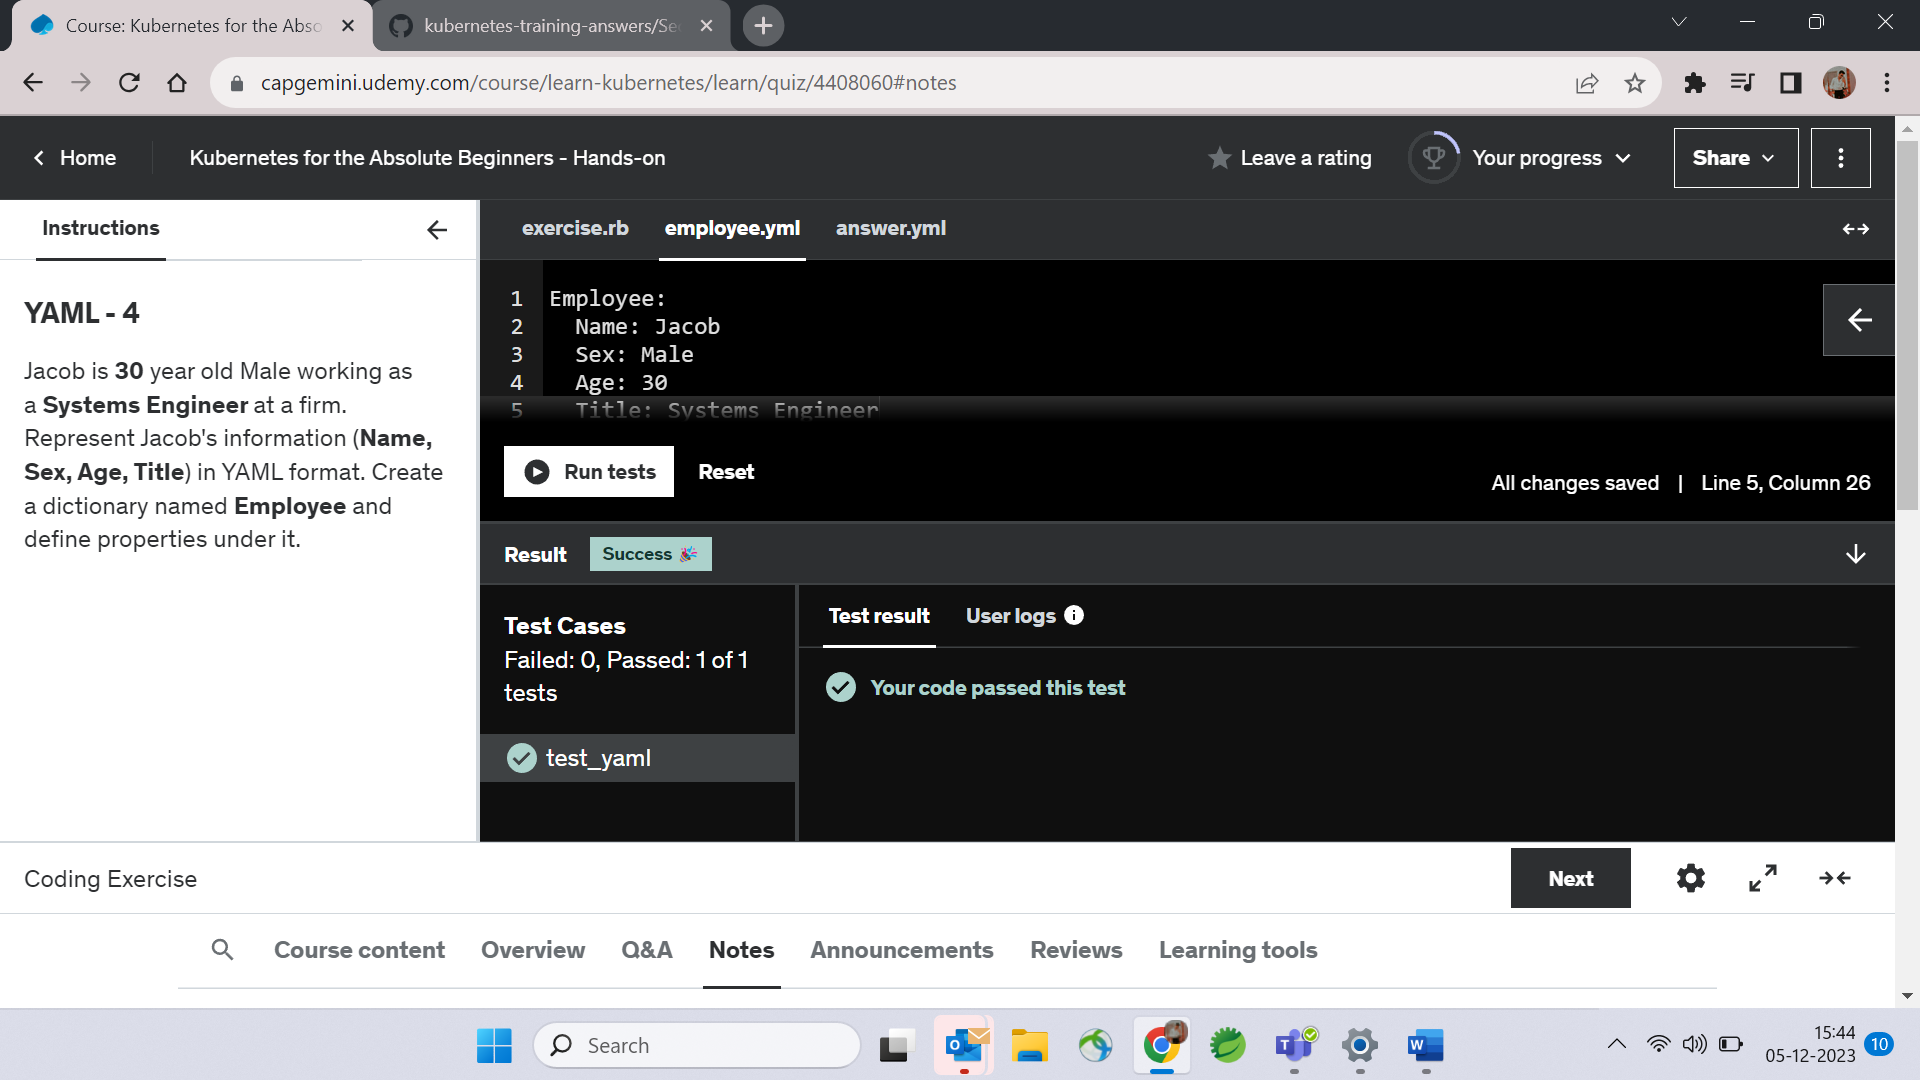 Course: Kubernetes for the Abso
kubernetes-training-answers/Se
capgemini.udemy.com/course/learn-kubernetes/learn/quiz/4408060#notes
Home
Kubernetes for the Absolute Beginners - Hands-on
Leave a rating
Your progress
Share
Instructions
exercise.rb
employee.yml
answer.yml
YAML - 4
Jacob is 30 year old Male working as
a Systems Engineer at a firm.
Represent Jacob's information (Name,
Sex, Age, Title) in YAML format. Create
a dictionary named Employee and
define properties under it.
1 Employee:
2 Name: Jacob
3 Sex: Male
4 Age: 30
5 Title: Systems Engineer
Run tests
Reset
All changes saved | Line 5, Column 26
Result
Success
Test Cases
Failed: 0, Passed: 1 of 1
tests
test_yaml
Test result
User logs
Your code passed this test
Coding Exercise
Next
Course content
Overview
Q&A
Notes
Announcements
Reviews
Learning tools
Search
15:44
05-12-2023
10